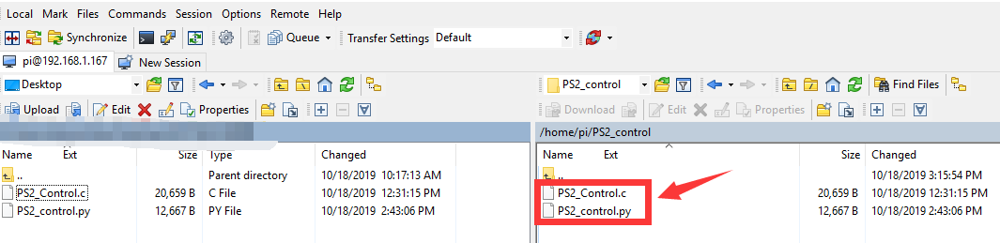 Local Mark Files Commands Session Options Remote Help
Synchronize Queue Transfer Settings Default
pi@192.168.1.167 New Session
Desktop PS2_control Find Files
Upload Edit Properties Download Edit Properties
/home/pi/PS2_control
Name Ext Size Type Changed Name Ext Size Changed
.. Parent directory 10/18/2019 10:17:13 AM .. 10/18/2019 3:15:54 PM
PS2_Control.c 20,659 B C File 10/18/2019 12:31:15 PM PS2_Control.c 20,659 B 10/18/2019 12:31:15 PM
PS2_control.py 12,667 B PY File 10/18/2019 2:43:06 PM PS2_control.py 12,667 B 10/18/2019 2:43:06 PM